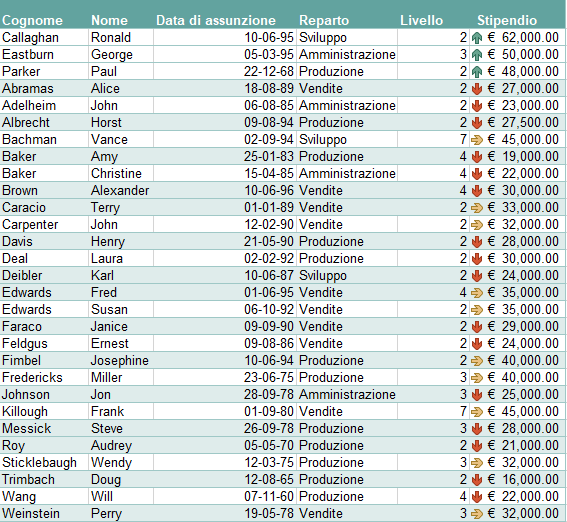 Cognome Nome Data di assunzione Reparto Livello Stipendio
Callaghan Ronald 10-06-95 Sviluppo 2 € 62,000.00
Eastburn George 05-03-95 Amministrazione 3 € 50,000.00
Parker Paul 22-12-68 Produzione 2 € 48,000.00
Abramas Alice 18-08-89 Vendite 2 € 27,000.00
Adelheim John 06-08-85 Amministrazione 2 € 23,000.00
Albrecht Horst 09-08-94 Produzione 2 € 27,500.00
Bachman Vance 02-09-94 Sviluppo 7 € 45,000.00
Baker Amy 25-01-83 Produzione 4 € 19,000.00
Baker Christine 15-04-85 Amministrazione 4 € 22,000.00
Brown Alexander 10-06-96 Vendite 4 € 30,000.00
Caracio Terry 01-01-89 Vendite 2 € 33,000.00
Carpenter John 12-02-90 Vendite 2 € 32,000.00
Davis Henry 21-05-90 Produzione 2 € 28,000.00
Deal Laura 02-02-92 Produzione 2 € 30,000.00
Deibler Karl 10-06-87 Sviluppo 2 € 24,000.00
Edwards Fred 01-06-95 Vendite 4 € 35,000.00
Edwards Susan 06-10-92 Vendite 2 € 35,000.00
Faraco Janice 09-09-90 Vendite 2 € 29,000.00
Feldgus Ernest 09-08-86 Vendite 2 € 24,000.00
Fimbel Josephine 10-06-94 Produzione 2 € 40,000.00
Fredericks Miller 23-06-75 Produzione 3 € 40,000.00
Johnson Jon 28-09-78 Amministrazione 3 € 25,000.00
Killough Frank 01-09-80 Vendite 7 € 45,000.00
Messick Steve 26-09-78 Produzione 3 € 28,000.00
Roy Audrey 05-05-70 Produzione 2 € 21,000.00
Sticklebaugh Wendy 12-03-75 Produzione 3 € 32,000.00
Trimbach Doug 12-08-65 Produzione 2 € 16,000.00
Wang Will 07-11-60 Produzione 4 € 22,000.00
Weinstein Perry 19-05-78 Vendite 3 € 32,000.00